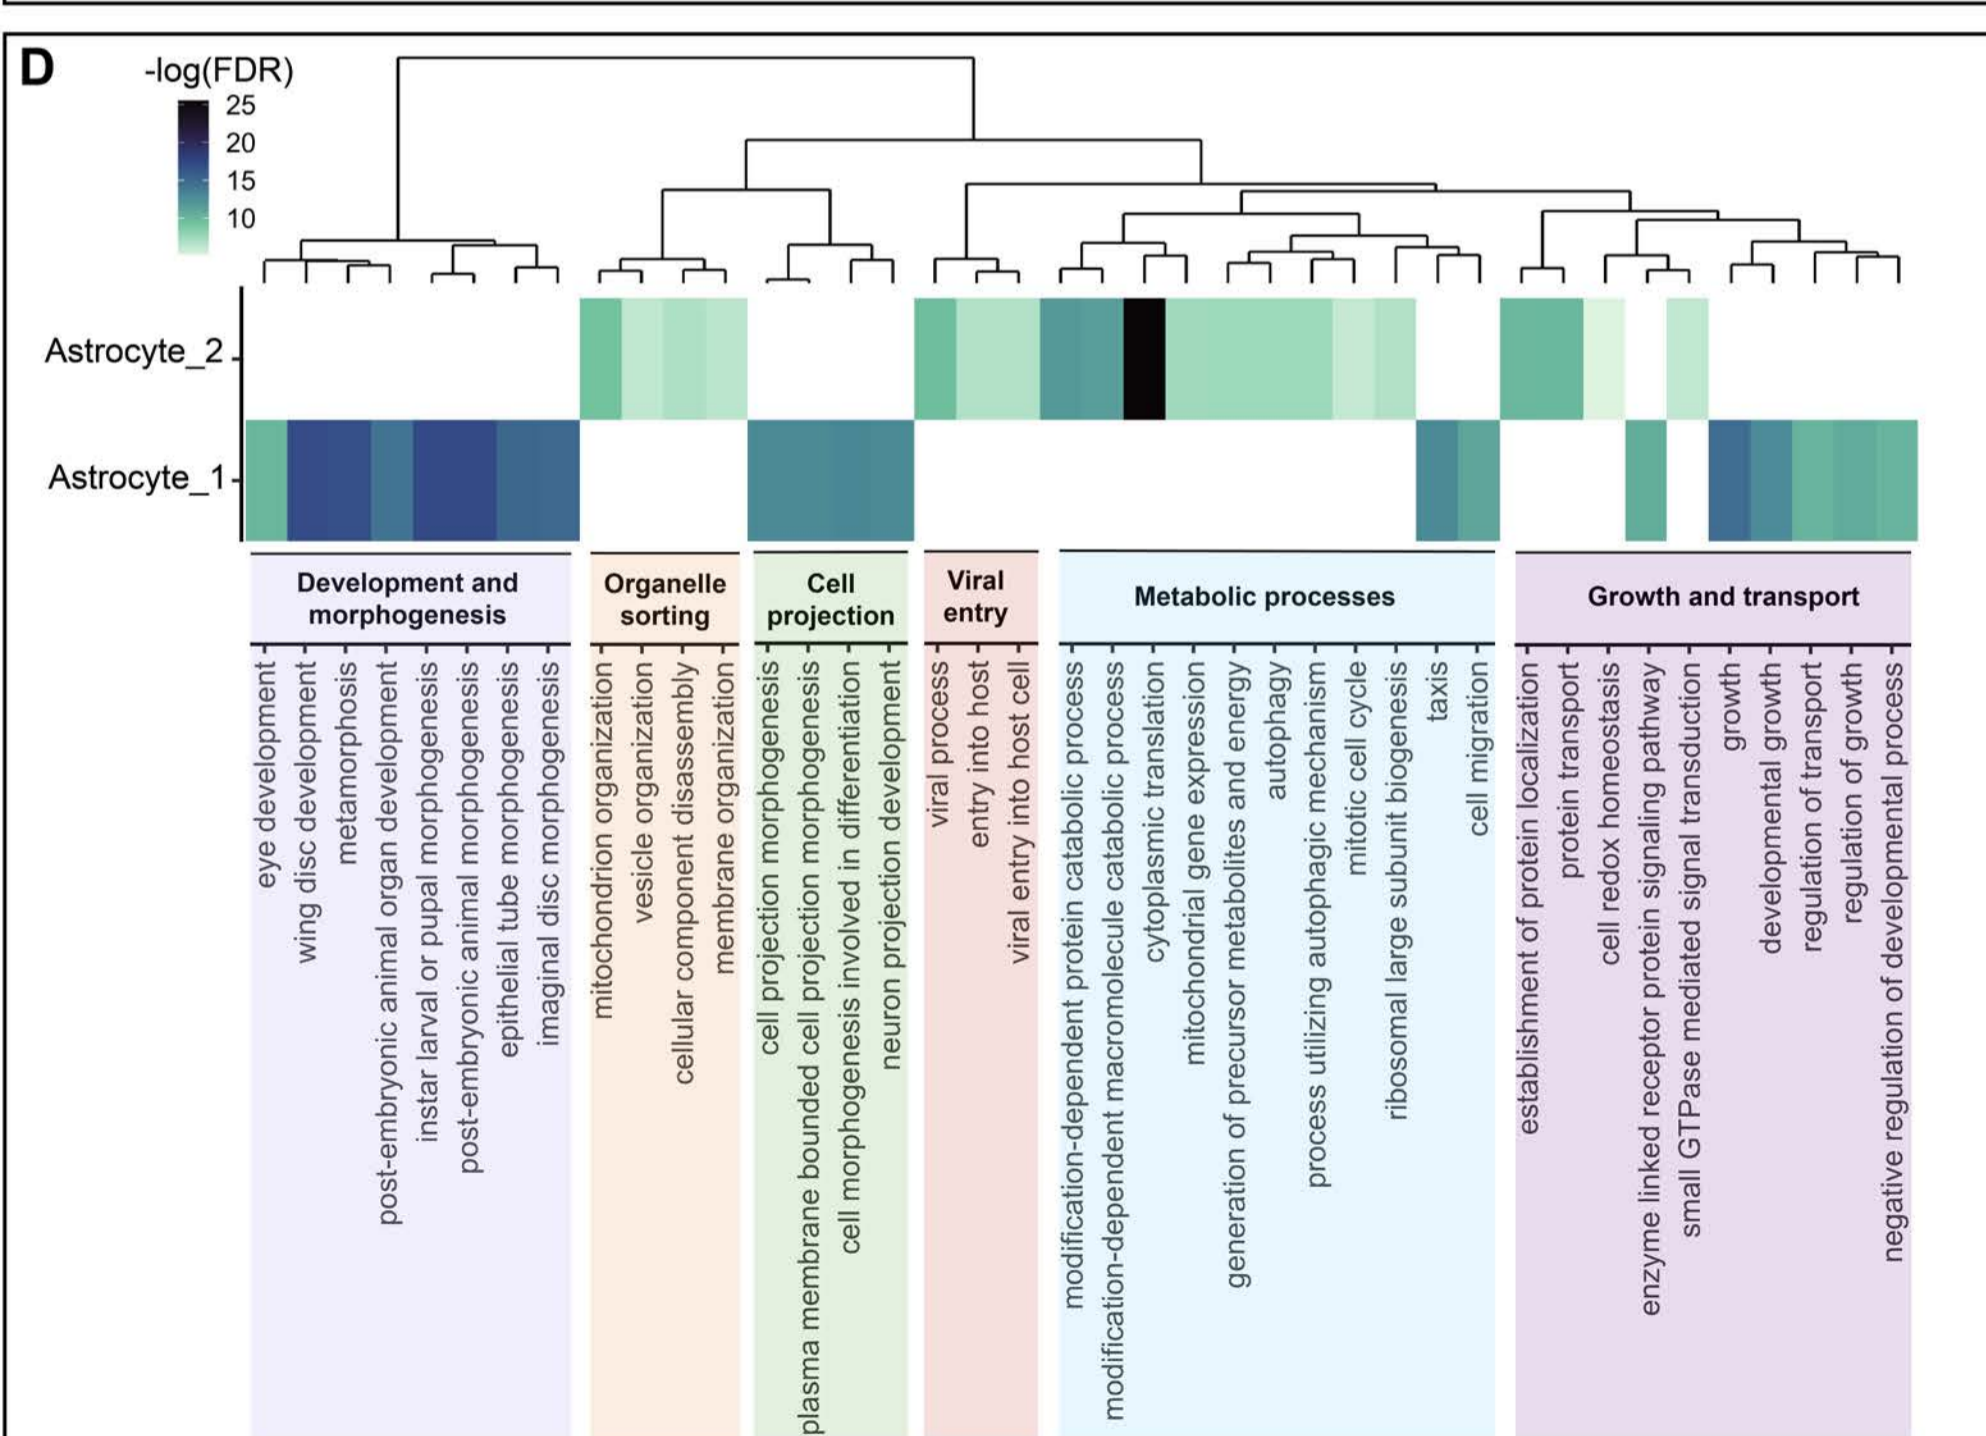 D
-log(FDR)
25
20
15
10
Astrocyte_2
Astrocyte_1
Development and
morphogenesis
Organelle
sorting
Cell
projection
Viral
entry
Metabolic processes
Growth and transport
eye development
wing disc development
metamorphosis
post-embryonic animal organ development
instar larval or pupal morphogenesis
post-embryonic animal morphogenesis
epithelial tube morphogenesis
imaginal disc morphogenesis
mitochondrion organization
vesicle organization
cellular component disassembly
membrane organization
cell projection morphogenesis
plasma membrane bounded cell projection morphogenesis
cell morphogenesis involved in differentiation
neuron projection development
viral process
entry into host
viral entry into host cell
modification-dependent protein catabolic process
modification-dependent macromolecule catabolic process
cytoplasmic translation
mitochondrial gene expression
generation of precursor metabolites and energy
autophagy
process utilizing autophagic mechanism
mitotic cell cycle
ribosomal large subunit biogenesis
taxis
cell migration
establishment of protein localization
protein transport
cell redox homeostasis
enzyme linked receptor protein signaling pathway
small GTPase mediated signal transduction
growth
developmental growth
regulation of transport
regulation of growth
negative regulation of developmental process